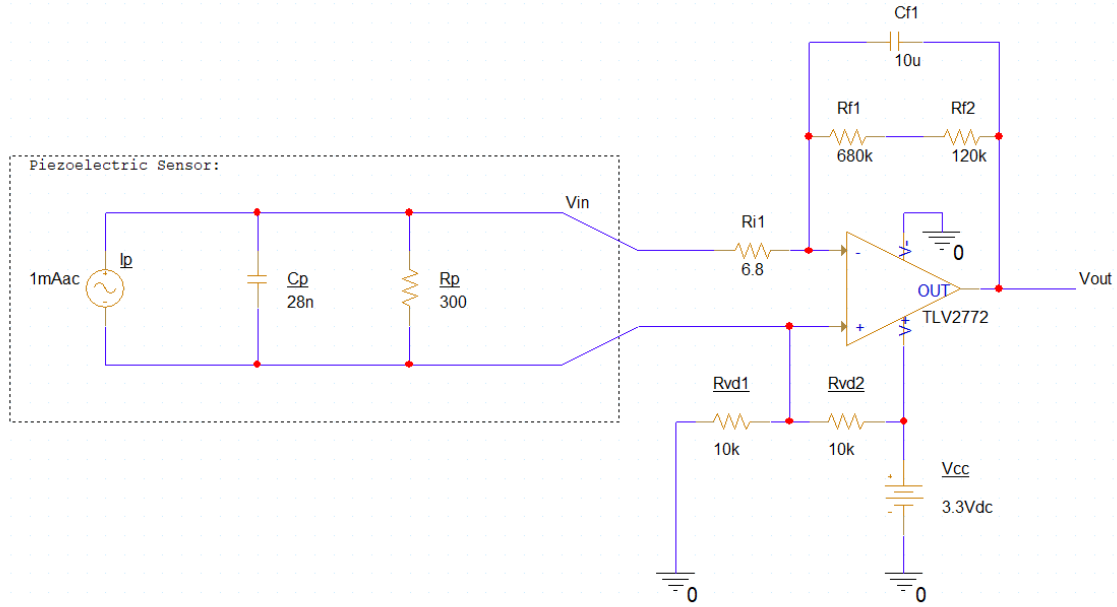 Cf1
10u
Rf1
Rf2
680k
120k
Piezoelectric Sensor:
Vin
Ri1
6.8
-
V-
0
Ip
+
-
1mAac
Cp
28n
Rp
300
OUT
Vout
TLV2772
+
V+
Rvd1
Rvd2
10k
10k
Vcc
+
-
3.3Vdc
0
0